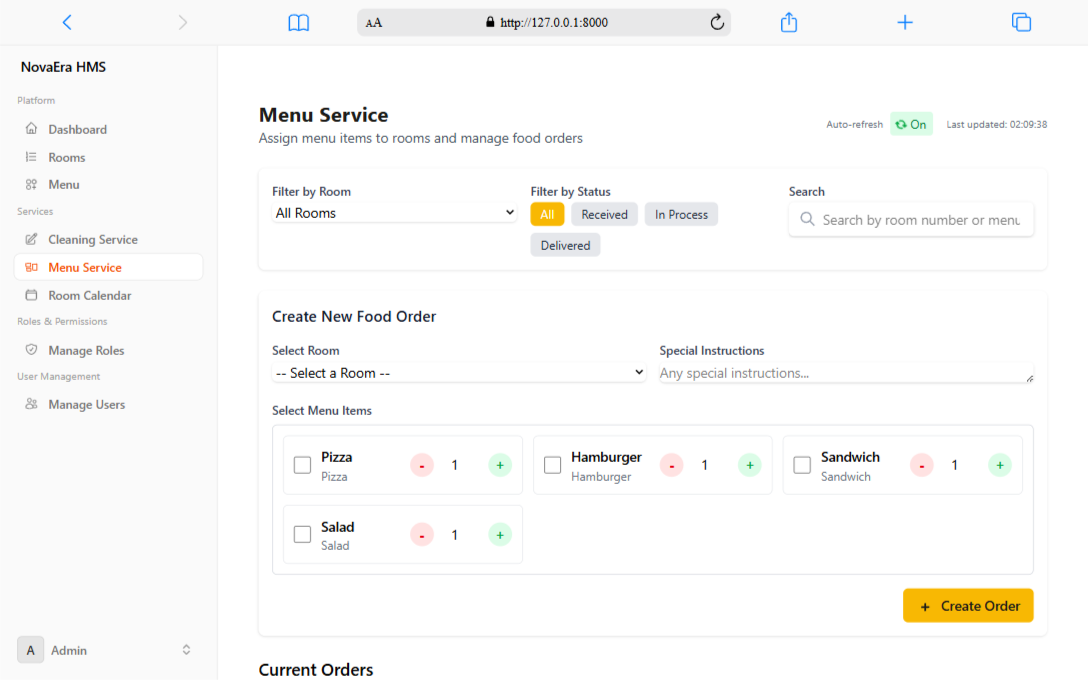 AA http://127.0.0.1:8000
NovaEra HMS
Platform
Dashboard
Rooms
Menu
Services
Cleaning Service
Menu Service
Room Calendar
Roles & Permissions
Manage Roles
User Management
Manage Users
A Admin
Menu Service
Assign menu items to rooms and manage food orders
Auto-refresh On Last updated: 02:09:38
Filter by Room
All Rooms
Filter by Status
All Received In Process
Delivered
Search
Search by room number or menu
Create New Food Order
Select Room
-- Select a Room --
Special Instructions
Any special instructions...
Select Menu Items
Pizza
Pizza
- 1 +
Hamburger
Hamburger
- 1 +
Sandwich
Sandwich
- 1 +
Salad
Salad
- 1 +
+ Create Order
Current Orders